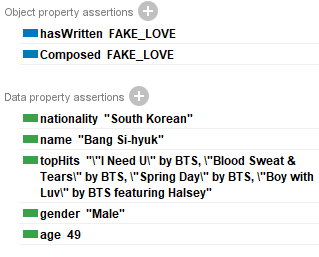 Object property assertions
hasWritten FAKE_LOVE
Composed FAKE_LOVE
Data property assertions
nationality "South Korean"
name "Bang Si-hyuk"
topHits "\"I Need U\" by BTS, \"Blood Sweat &
Tears\" by BTS, \"Spring Day\" by BTS, \"Boy with
Luv\" by BTS featuring Halsey"
gender "Male"
age 49